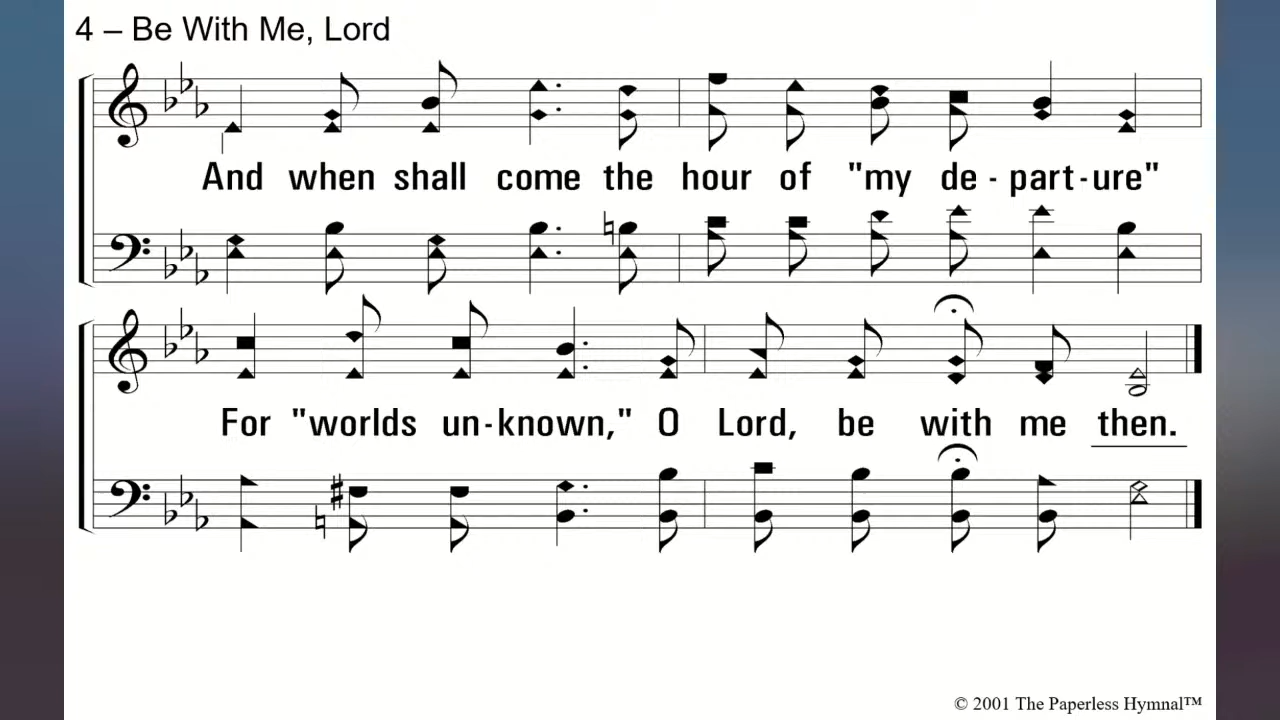 4 – Be With Me, Lord
And when shall come the hour of "my de - part - ure"
For "worlds un - known," O Lord, be with me then.
© 2001 The Paperless Hymnal™